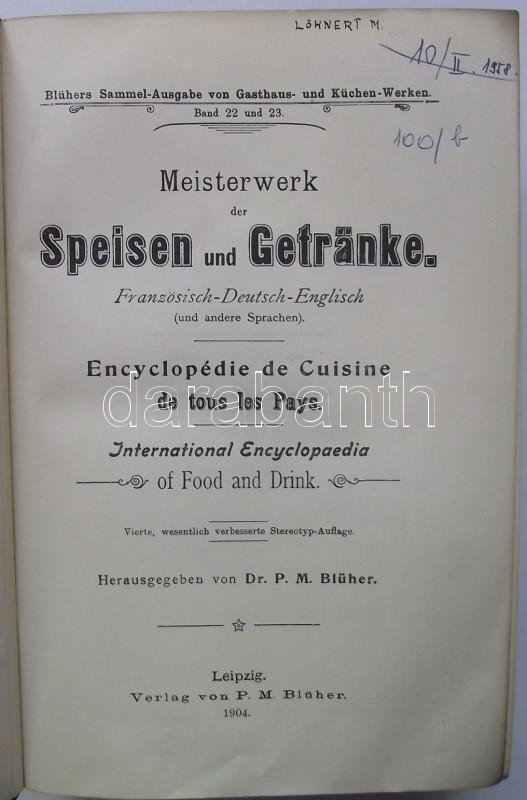 LÖHNERT M.
10/II. 1958.
100/b
Blühers Sammel-Ausgabe von Gasthaus- und Küchen-Werken.
Band 22 und 23.
Meisterwerk
der
Speisen und Getränke.
Französisch-Deutsch-Englisch
(und andere Sprachen).
Encyclopédie de Cuisine
de tous les Pays.
darabanth
International Encyclopaedia
of Food and Drink.
Vierte, wesentlich verbesserte Stereotyp-Auflage.
Herausgegeben von Dr. P. M. Blüher.
Leipzig.
Verlag von P. M. Blüher.
1904.